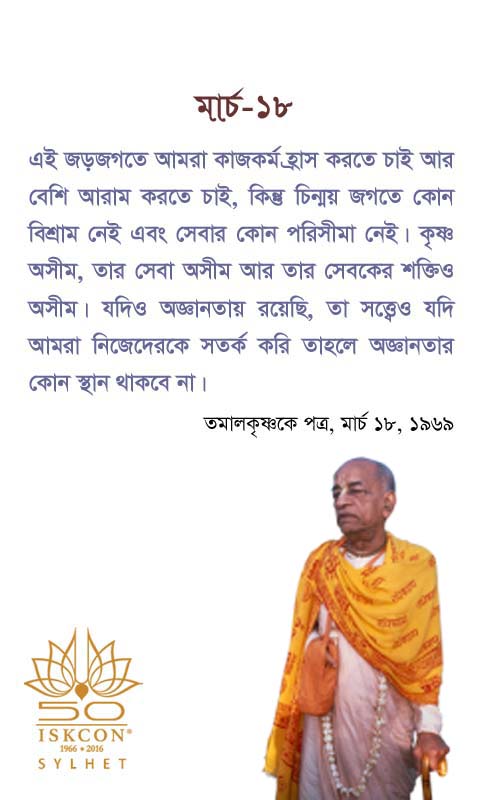 মার্চ-১৮
এই জড়জগতে আমরা কাজকর্ম হ্রাস করতে চাই আর
বেশি আরাম করতে চাই, কিন্তু চিন্ময় জগতে কোন
বিশ্রাম নেই এবং সেবার কোন পরিসীমা নেই। কৃষ্ণ
অসীম, তার সেবা অসীম আর তার সেবকের শক্তিও
অসীম। যদিও অজ্ঞানতায় রয়েছি, তা সত্ত্বেও যদি
আমরা নিজেদেরকে সতর্ক করি তাহলে অজ্ঞানতার
কোন স্থান থাকবে না।
তমালকৃষ্ণকে পত্র, মার্চ ১৮, ১৯৬৯
50
ISKCON®
1966 • 2016
SYLHET